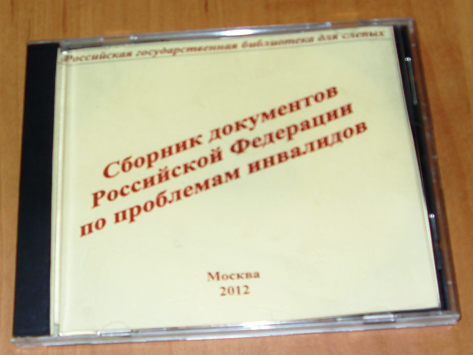 Российская государственная библиотека для слепых
Сборник документов
Российской Федерации
по проблемам инвалидов
Москва
2012